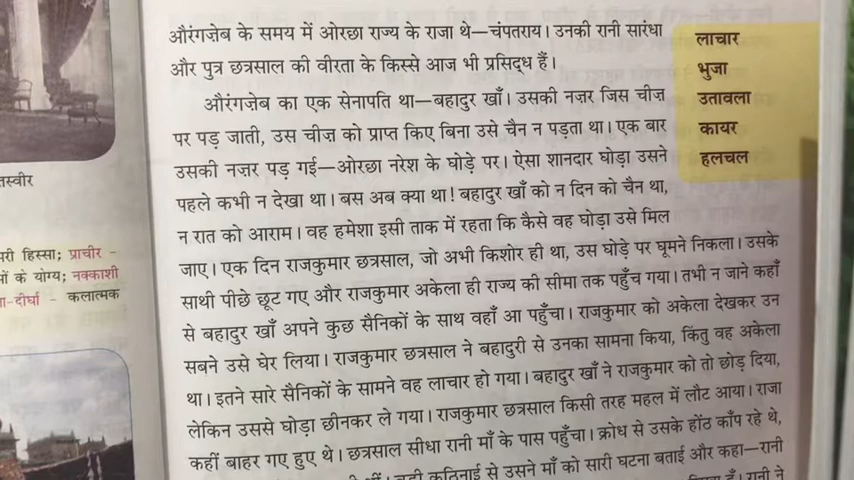 औरंगज़ेब के समय में ओरछा राज्य के राजा थे—चंपतराय। उनकी रानी सारंधा
और पुत्र छत्रसाल की वीरता के किस्से आज भी प्रसिद्ध हैं।
औरंगज़ेब का एक सेनापति था—बहादुर खाँ। उसकी नज़र जिस चीज़
पर पड़ जाती, उस चीज़ को प्राप्त किए बिना उसे चैन न पड़ता था। एक बार
उसकी नज़र पड़ गई—ओरछा नरेश के घोड़े पर। ऐसा शानदार घोड़ा उसने
पहले कभी न देखा था। बस अब क्या था! बहादुर खाँ को न दिन को चैन था,
न रात को आराम। वह हमेशा इसी ताक में रहता कि कैसे वह घोड़ा उसे मिल
जाए। एक दिन राजकुमार छत्रसाल, जो अभी किशोर ही था, उस घोड़े पर घूमने निकला। उसके
साथी पीछे छूट गए और राजकुमार अकेला ही राज्य की सीमा तक पहुँच गया। तभी न जाने कहाँ
से बहादुर खाँ अपने कुछ सैनिकों के साथ वहाँ आ पहुँचा। राजकुमार को अकेला देखकर उन
सबने उसे घेर लिया। राजकुमार छत्रसाल ने बहादुरी से उनका सामना किया, किंतु वह अकेला
था। इतने सारे सैनिकों के सामने वह लाचार हो गया। बहादुर खाँ ने राजकुमार को तो छोड़ दिया,
लेकिन उससे घोड़ा छीनकर ले गया। राजकुमार छत्रसाल किसी तरह महल में लौट आया। राजा
कहीं बाहर गए हुए थे। छत्रसाल सीधा रानी माँ के पास पहुँचा। क्रोध से उसके होंठ काँप रहे थे,
कठिनाई से उसने माँ को सारी घटना बताई और कहा—रानी
रानी ने
लाचार
भुजा
उतावला
कायर
हलचल
तस्वीर
हिस्सा; प्राचीर -
के योग्य; नक्काशी
दीर्घा - कलात्मक